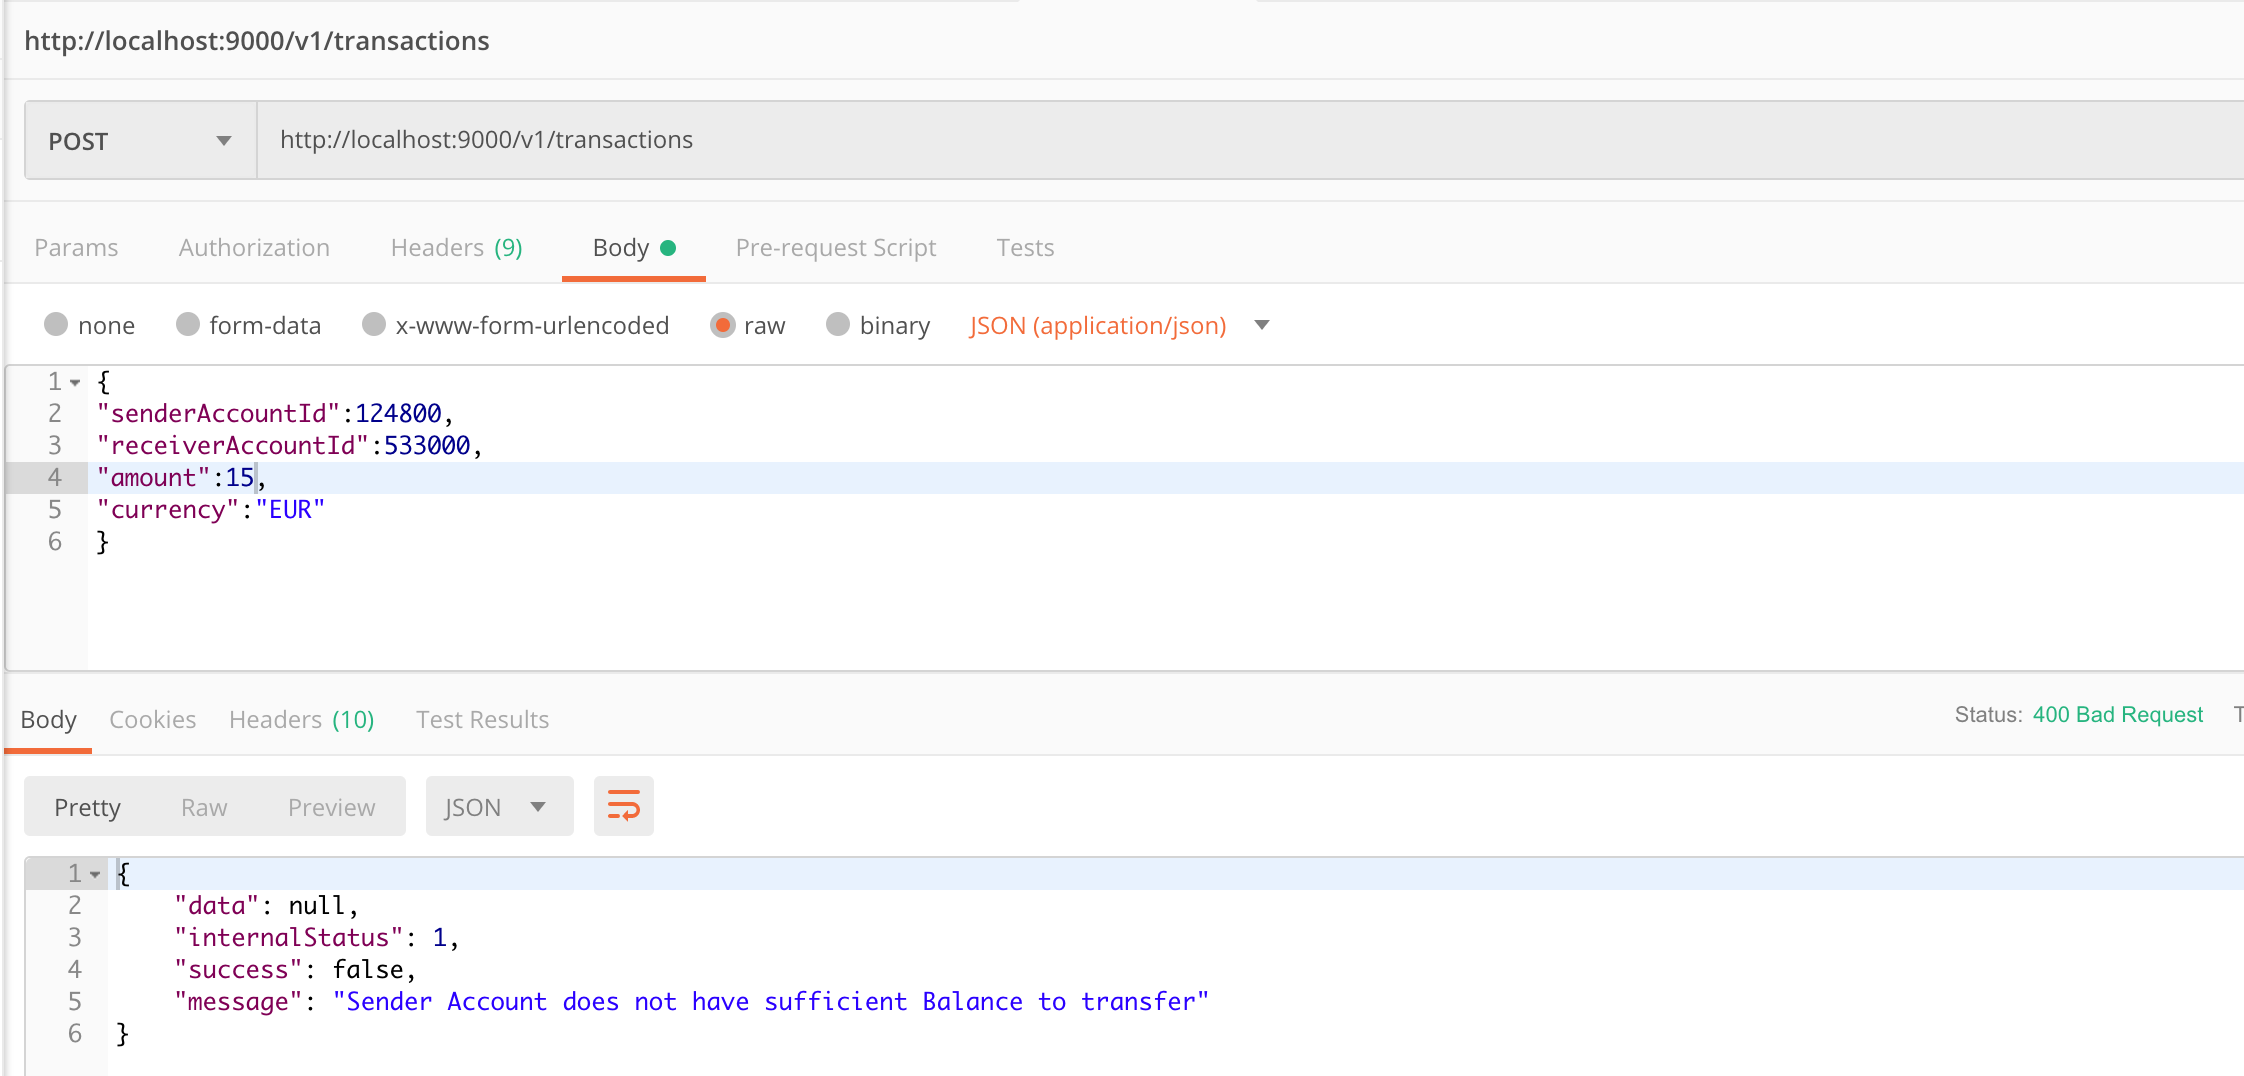 http://localhost:9000/v1/transactions
POST http://localhost:9000/v1/transactions
Params Authorization Headers (9) Body Pre-request Script Tests
none form-data x-www-form-urlencoded raw binary JSON (application/json)
1 {
2 "senderAccountId":124800,
3 "receiverAccountId":533000,
4 "amount":15,
5 "currency":"EUR"
6 }
Body Cookies Headers (10) Test Results Status: 400 Bad Request
Pretty Raw Preview JSON
1 {
2 "data": null,
3 "internalStatus": 1,
4 "success": false,
5 "message": "Sender Account does not have sufficient Balance to transfer"
6 }